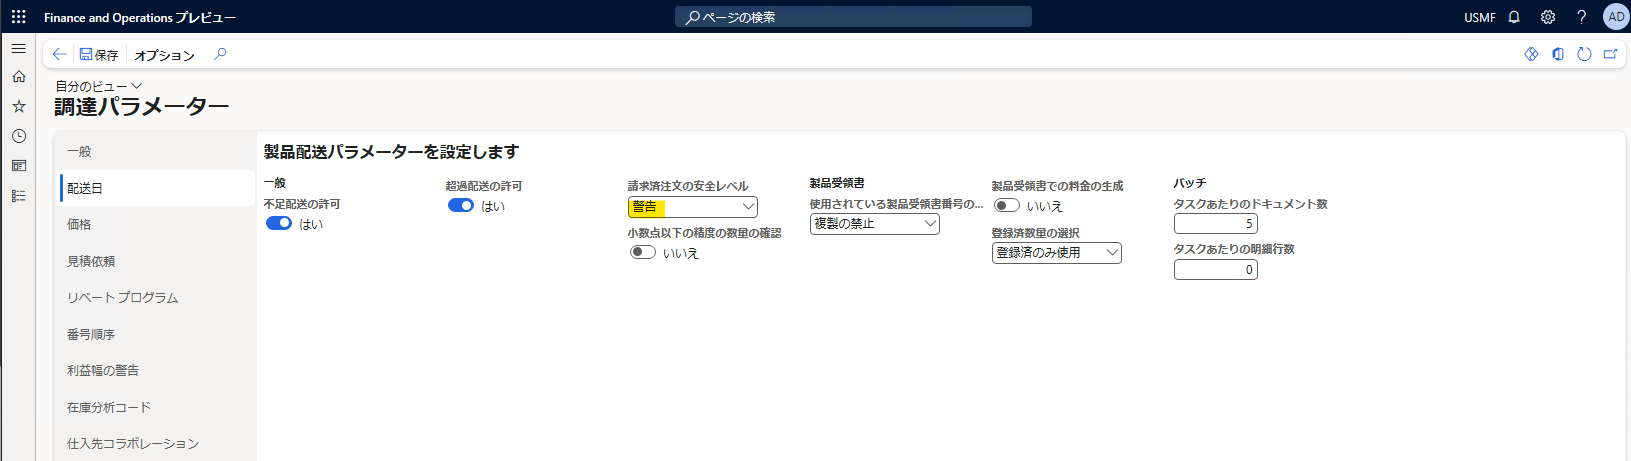 Finance and Operations プレビュー
ページの検索
USMF
AD
保存
オプション
自分のビュー
調達パラメーター
一般
配送日
価格
見積依頼
リベート プログラム
番号順序
利益幅の警告
在庫分析コード
仕入先コラボレーション
製品配送パラメーターを設定します
一般
不足配送の許可
はい
超過配送の許可
はい
請求済注文の安全レベル
警告
小数点以下の精度の数量の確認
いいえ
製品受領書
使用されている製品受領書番号の...
複製の禁止
製品受領書での料金の生成
いいえ
登録済数量の選択
登録済のみ使用
バッチ
タスクあたりのドキュメント数
5
タスクあたりの明細行数
0